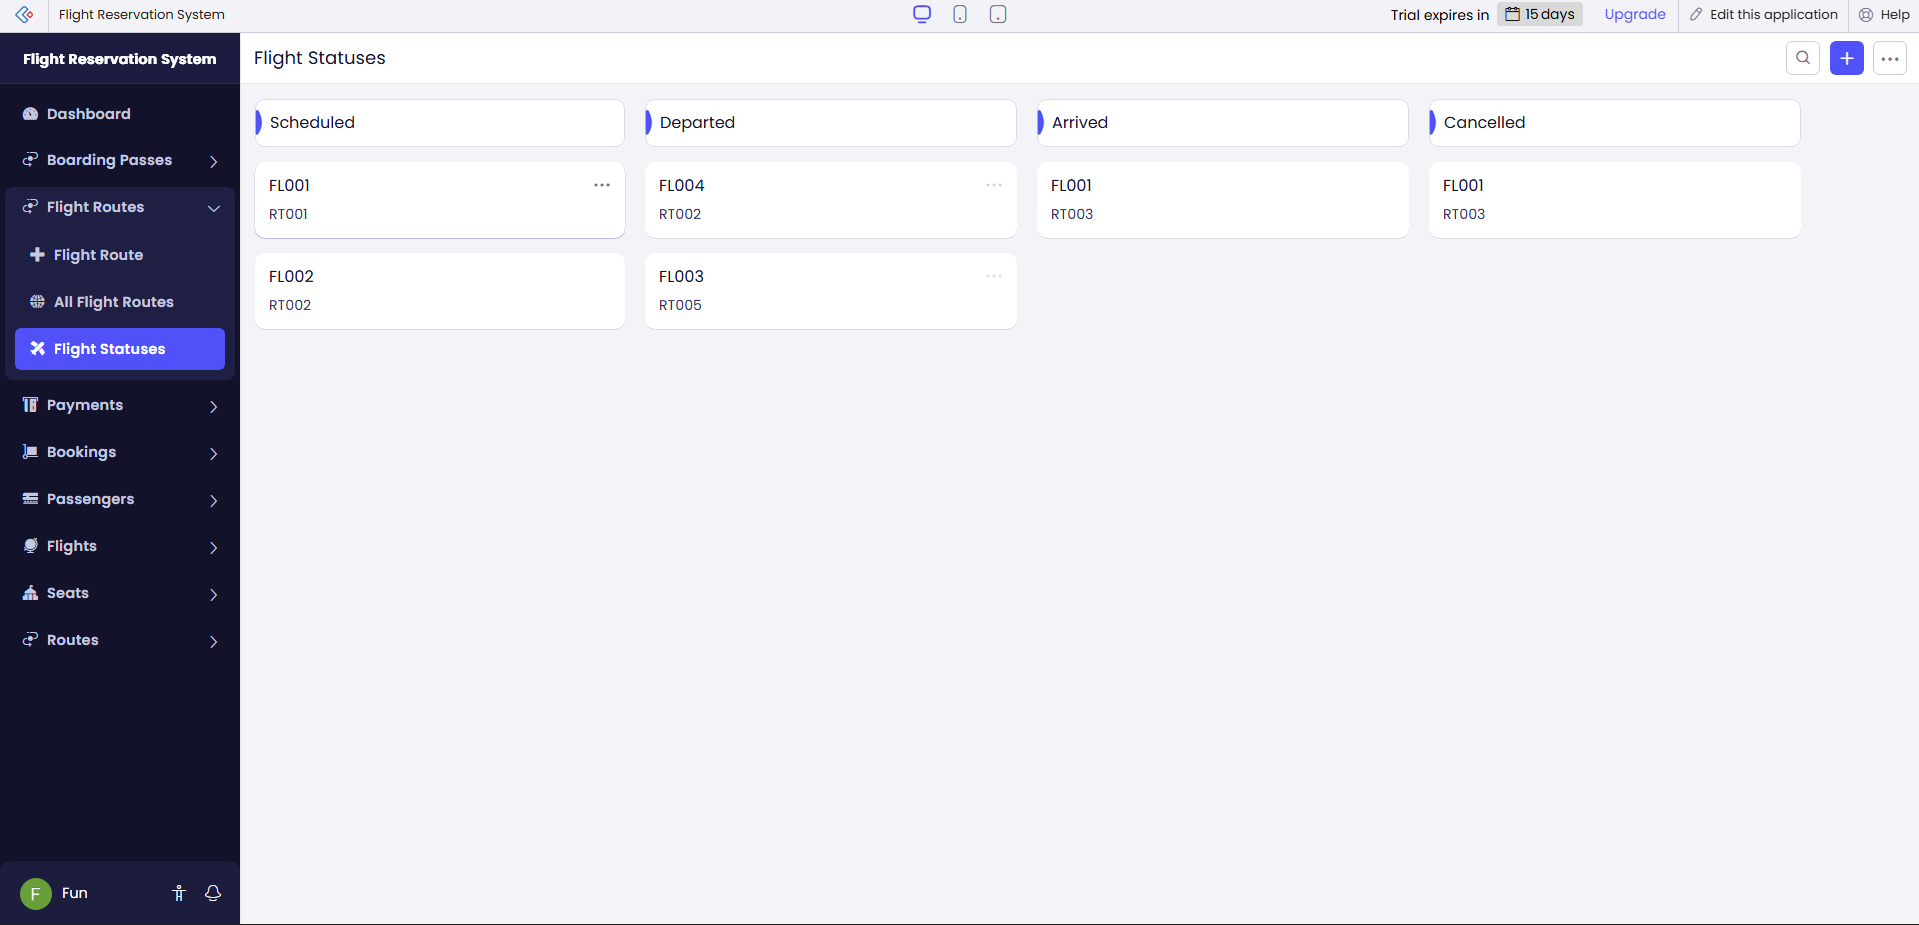 Flight Reservation System
Trial expires in 15 days Upgrade Edit this application Help
Flight Reservation System
Dashboard
Boarding Passes
Flight Routes
Flight Route
All Flight Routes
Flight Statuses
Payments
Bookings
Passengers
Flights
Seats
Routes
F Fun
Flight Statuses
Scheduled
FL001
RT001
FL002
RT002
Departed
FL004
RT002
FL003
RT005
Arrived
FL001
RT003
Cancelled
FL001
RT003